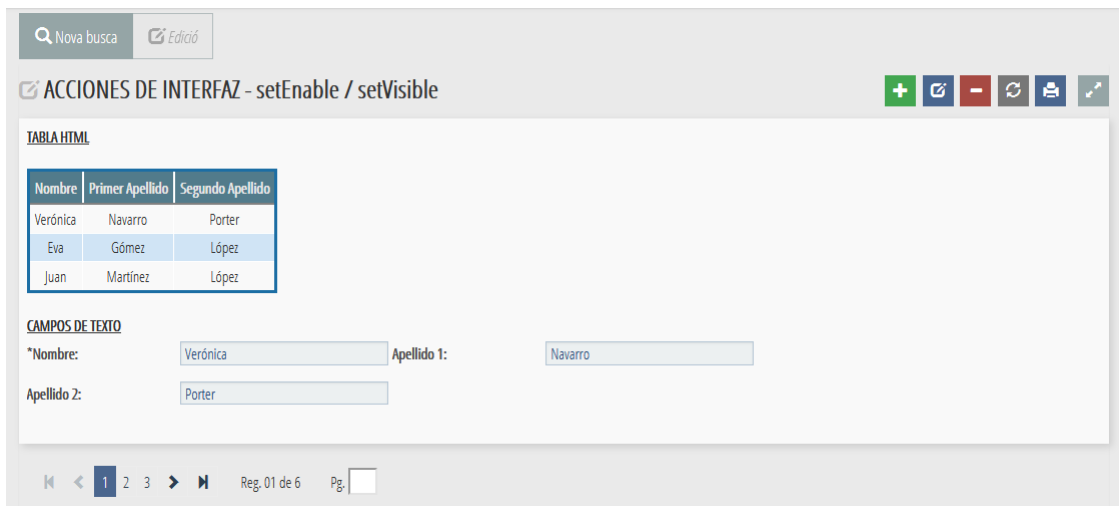 Nova busca Edició
ACCIONES DE INTERFAZ - setEnable / setVisible
TABLA HTML
Nombre Primer Apellido Segundo Apellido
Verónica Navarro Porter
Eva Gómez López
Juan Martínez López
CAMPOS DE TEXTO
*Nombre: Verónica Apellido 1: Navarro
Apellido 2: Porter
1 2 3 Reg. 01 de 6 Pg.